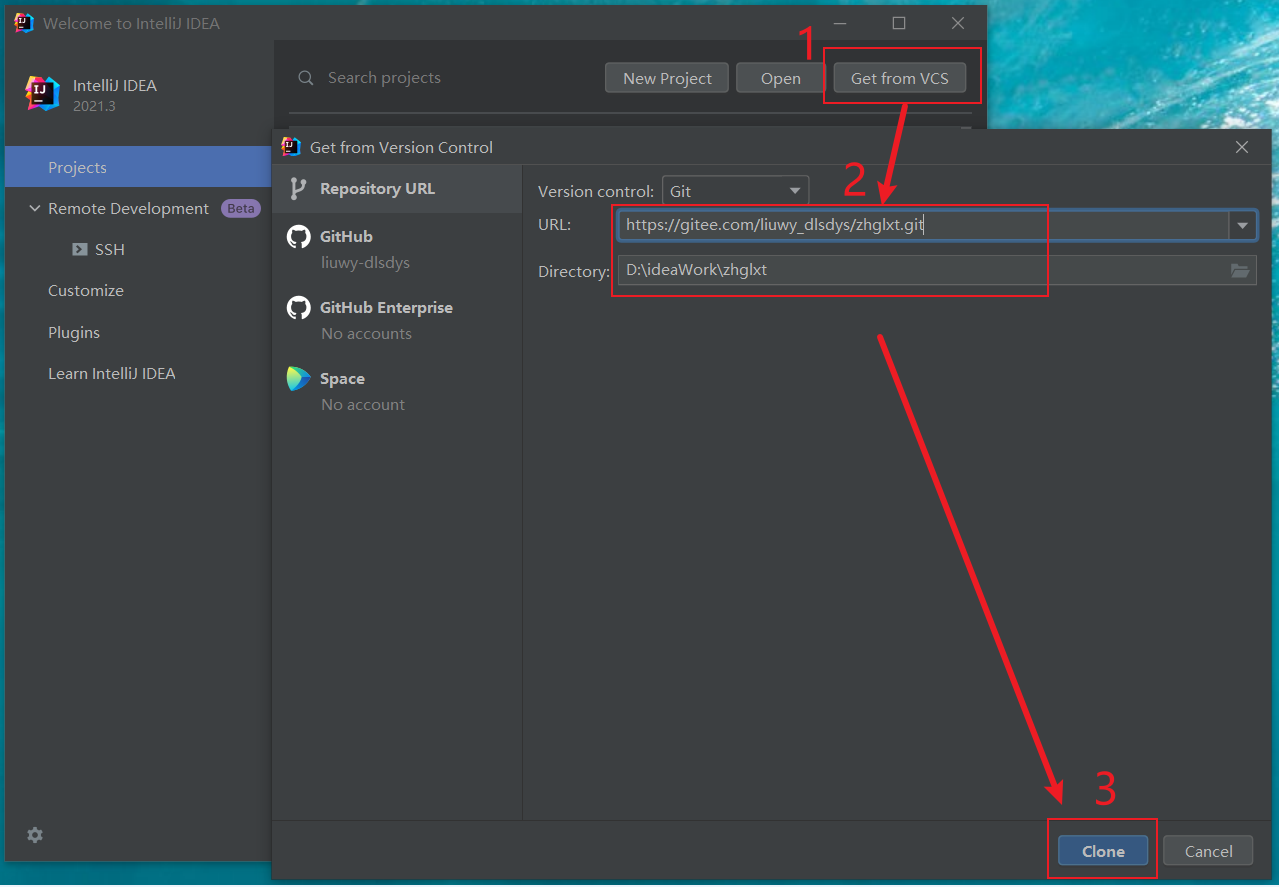 Welcome to IntelliJ IDEA
IntelliJ IDEA
2021.3
Search projects
New Project
Open
1
Get from VCS
Projects
Remote Development Beta
SSH
Customize
Plugins
Learn IntelliJ IDEA
Get from Version Control
Repository URL
GitHub
liuwy-dlsdys
GitHub Enterprise
No accounts
Space
No account
Version control: Git
2
URL: https://gitee.com/liuwy_dlsdys/zhglxt.git
Directory: D:\ideaWork\zhglxt
3
Clone
Cancel